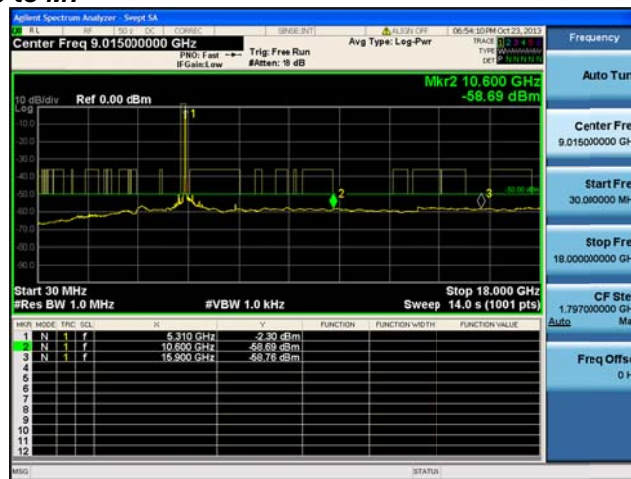 Agilent Spectrum Analyzer - Swept SA
RL RF 50 Ω DC CORREC SENSE:INT ALIGN OFF 06:54:10 PM Oct 23, 2013
Center Freq 9.015000000 GHz
PNO: Fast
IFGain:Low
Trig: Free Run
#Atten: 18 dB
Avg Type: Log-Pwr
TRACE 1 2 3 4 5 6
TYPE
DET P N N N N N
Mkr2 10.600 GHz
-58.69 dBm
10 dB/div Ref 0.00 dBm
Log
1
-10.0
-20.0
-30.0
-40.0
-50.0
-60.0
-70.0
-80.0
-90.0
2
3
Start 30 MHz
Stop 18.000 GHz
#Res BW 1.0 MHz #VBW 1.0 kHz Sweep 14.0 s (1001 pts)
MKR MODE TRC SCL X Y FUNCTION FUNCTION WIDTH FUNCTION VALUE
1 N 1 f 5.310 GHz -2.30 dBm
2 N 1 f 10.600 GHz -58.69 dBm
3 N 1 f 15.900 GHz -58.76 dBm
4
5
6
7
8
9
10
11
12
MSG STATUS
Frequency
Auto Tun
Center Fre
9.015000000 GH
Start Fre
30.000000 MH
Stop Fre
18.000000000 GH
CF Ste
1.797000000 GH
Auto Ma
Freq Offs
0 H